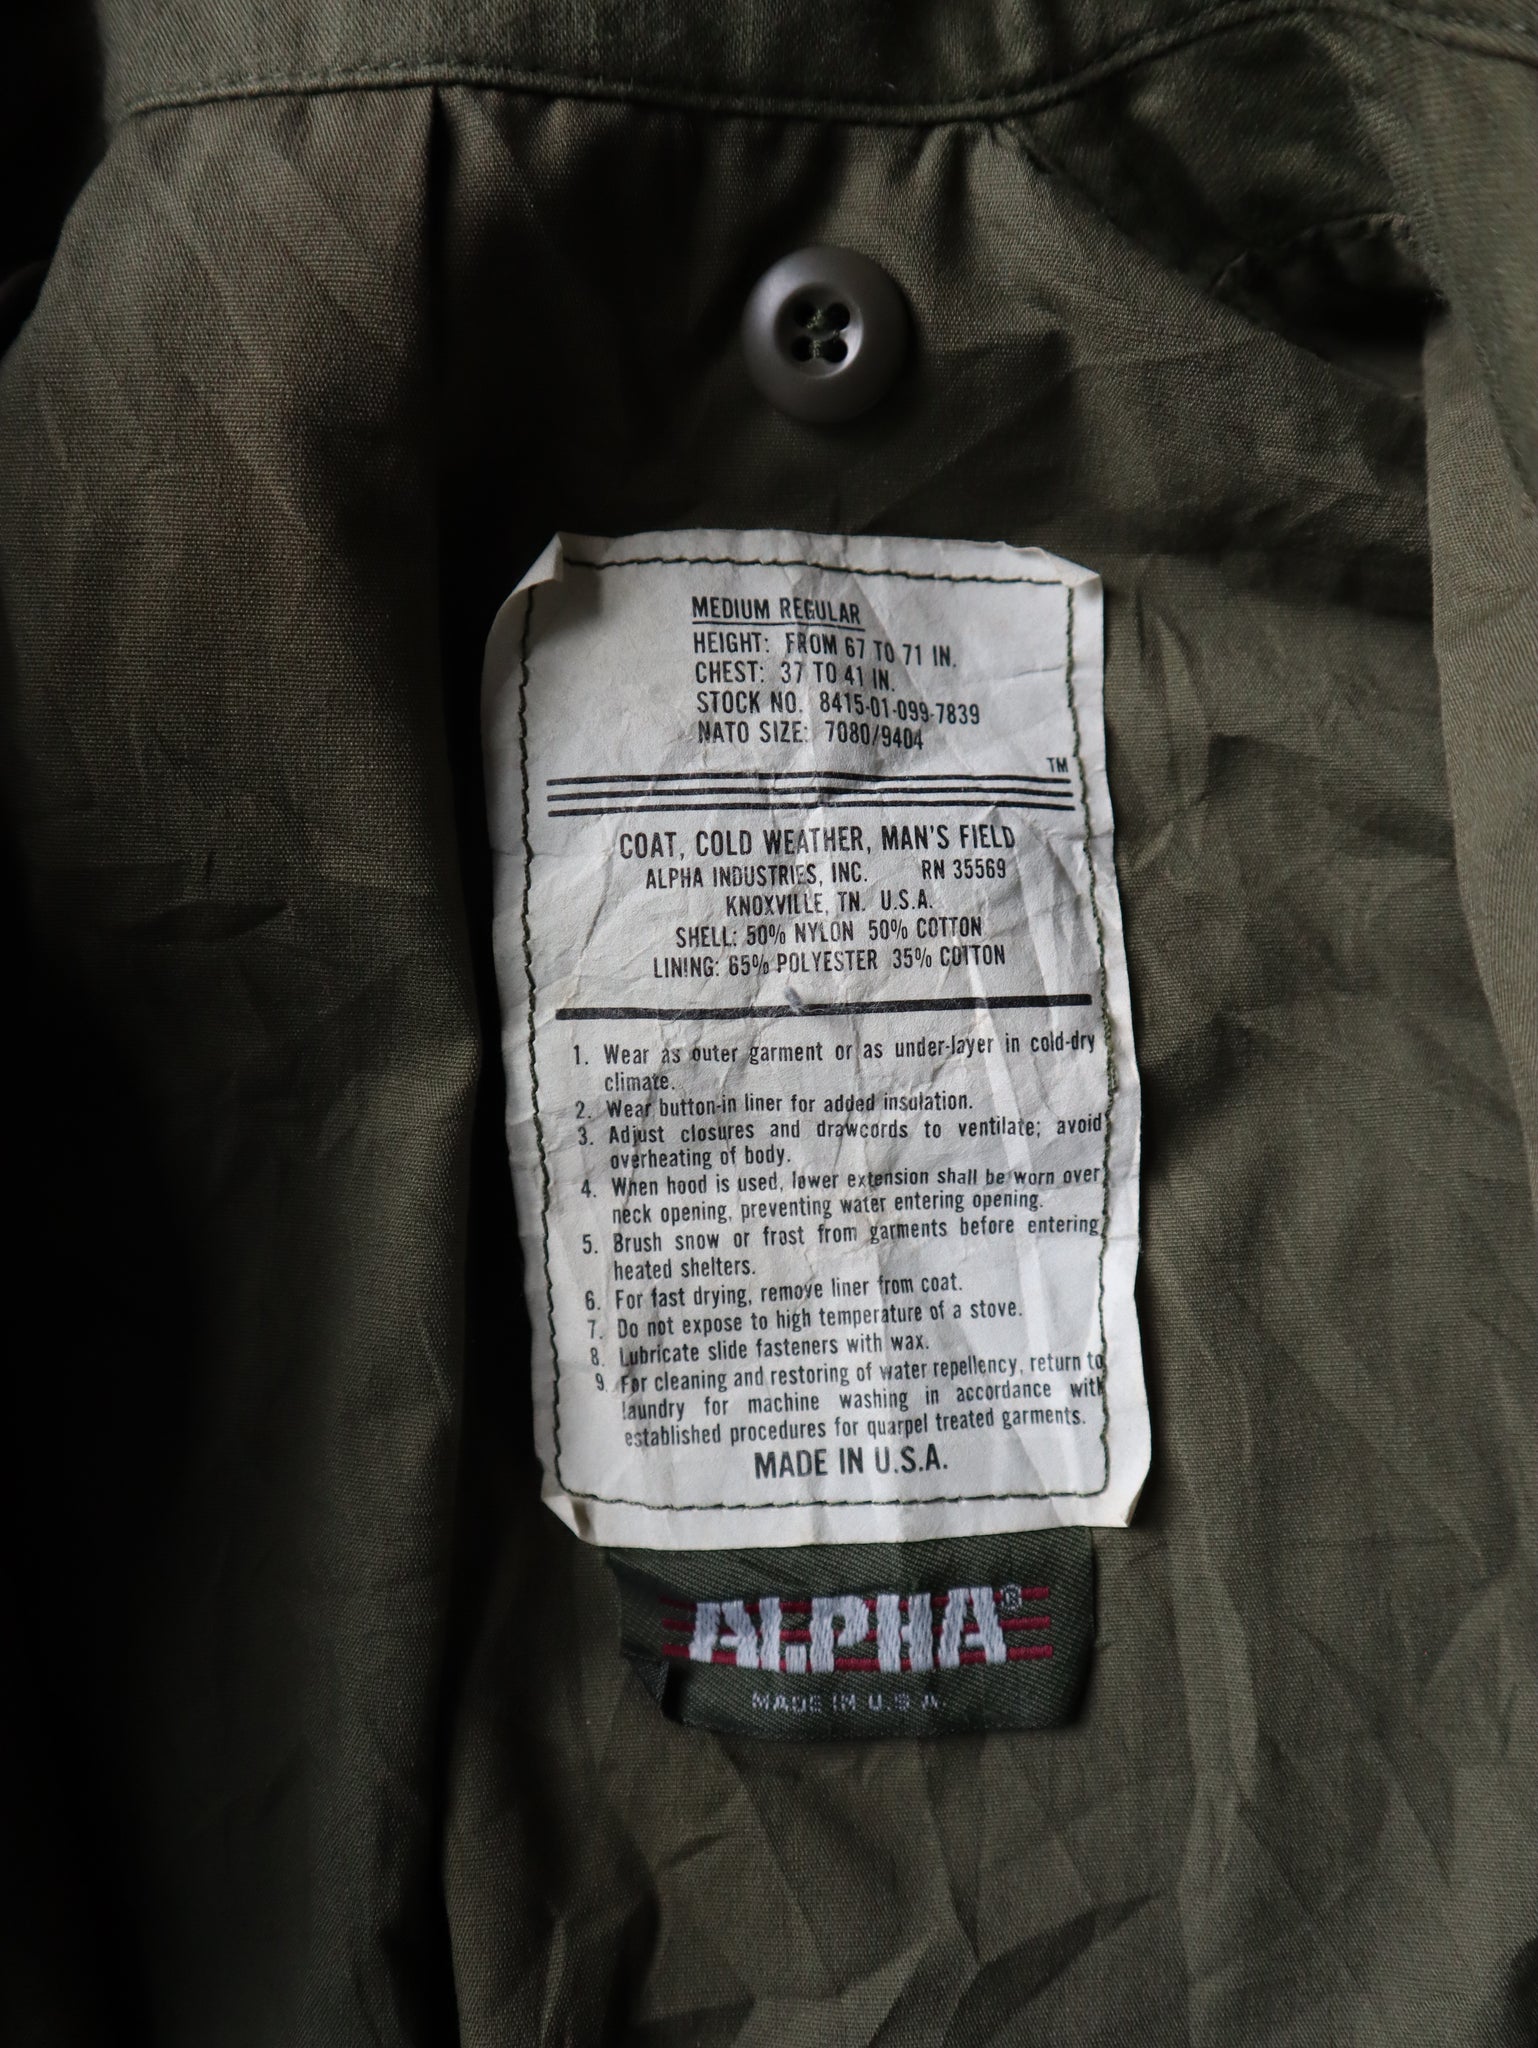 MEDIUM REGULAR
HEIGHT: FROM 67 TO 71 IN.
CHEST: 37 TO 41 IN.
STOCK NO. 8415-01-099-7839
NATO SIZE: 7080/9404
TM
COAT, COLD WEATHER, MAN'S FIELD
ALPHA INDUSTRIES, INC. RN 35569
KNOXVILLE, TN. U.S.A.
SHELL: 50% NYLON 50% COTTON
LINING: 65% POLYESTER 35% COTTON
1. Wear as outer garment or as under-layer in cold-dry
climate.
2. Wear button-in liner for added insulation.
3. Adjust closures and drawcords to ventilate; avoid
overheating of body.
4. When hood is used, lower extension shall be worn over
neck opening, preventing water entering opening.
5. Brush snow or frost from garments before entering
heated shelters.
6. For fast drying, remove liner from coat.
7. Do not expose to high temperature of a stove.
8. Lubricate slide fasteners with wax.
9. For cleaning and restoring of water repellency, return to
laundry for machine washing in accordance with
established procedures for quarpel treated garments.
MADE IN U.S.A.
ALPHA®
MADE IN U.S.A.